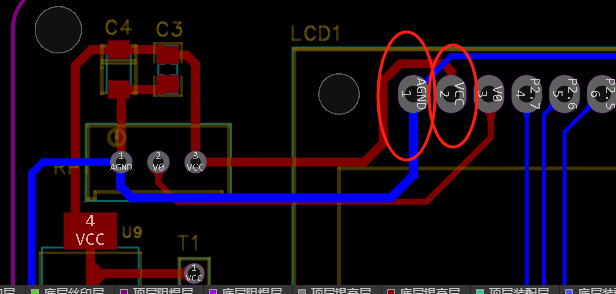 C4 C3
LCD1
1 AGND
2 VCC
3 V0
4 P2.7
5 P2.6
6 P2.5
1 AGND
2 V0
3 VCC
4
VCC
U9
T1
1
VCC
底层丝印层 顶层阻焊层 底层阻焊层 顶层锡膏层 底层锡膏层 顶层装配层